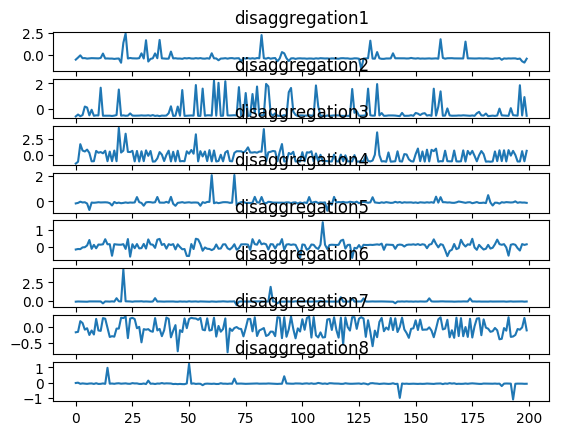 disaggregation1
2.5
0.0
disaggregation2
2
0
disaggregation3
2.5
0.0
disaggregation4
2
0
disaggregation5
1
0
disaggregation6
2.5
0.0
disaggregation7
0.0
−0.5
disaggregation8
1
0
−1
0 25 50 75 100 125 150 175 200